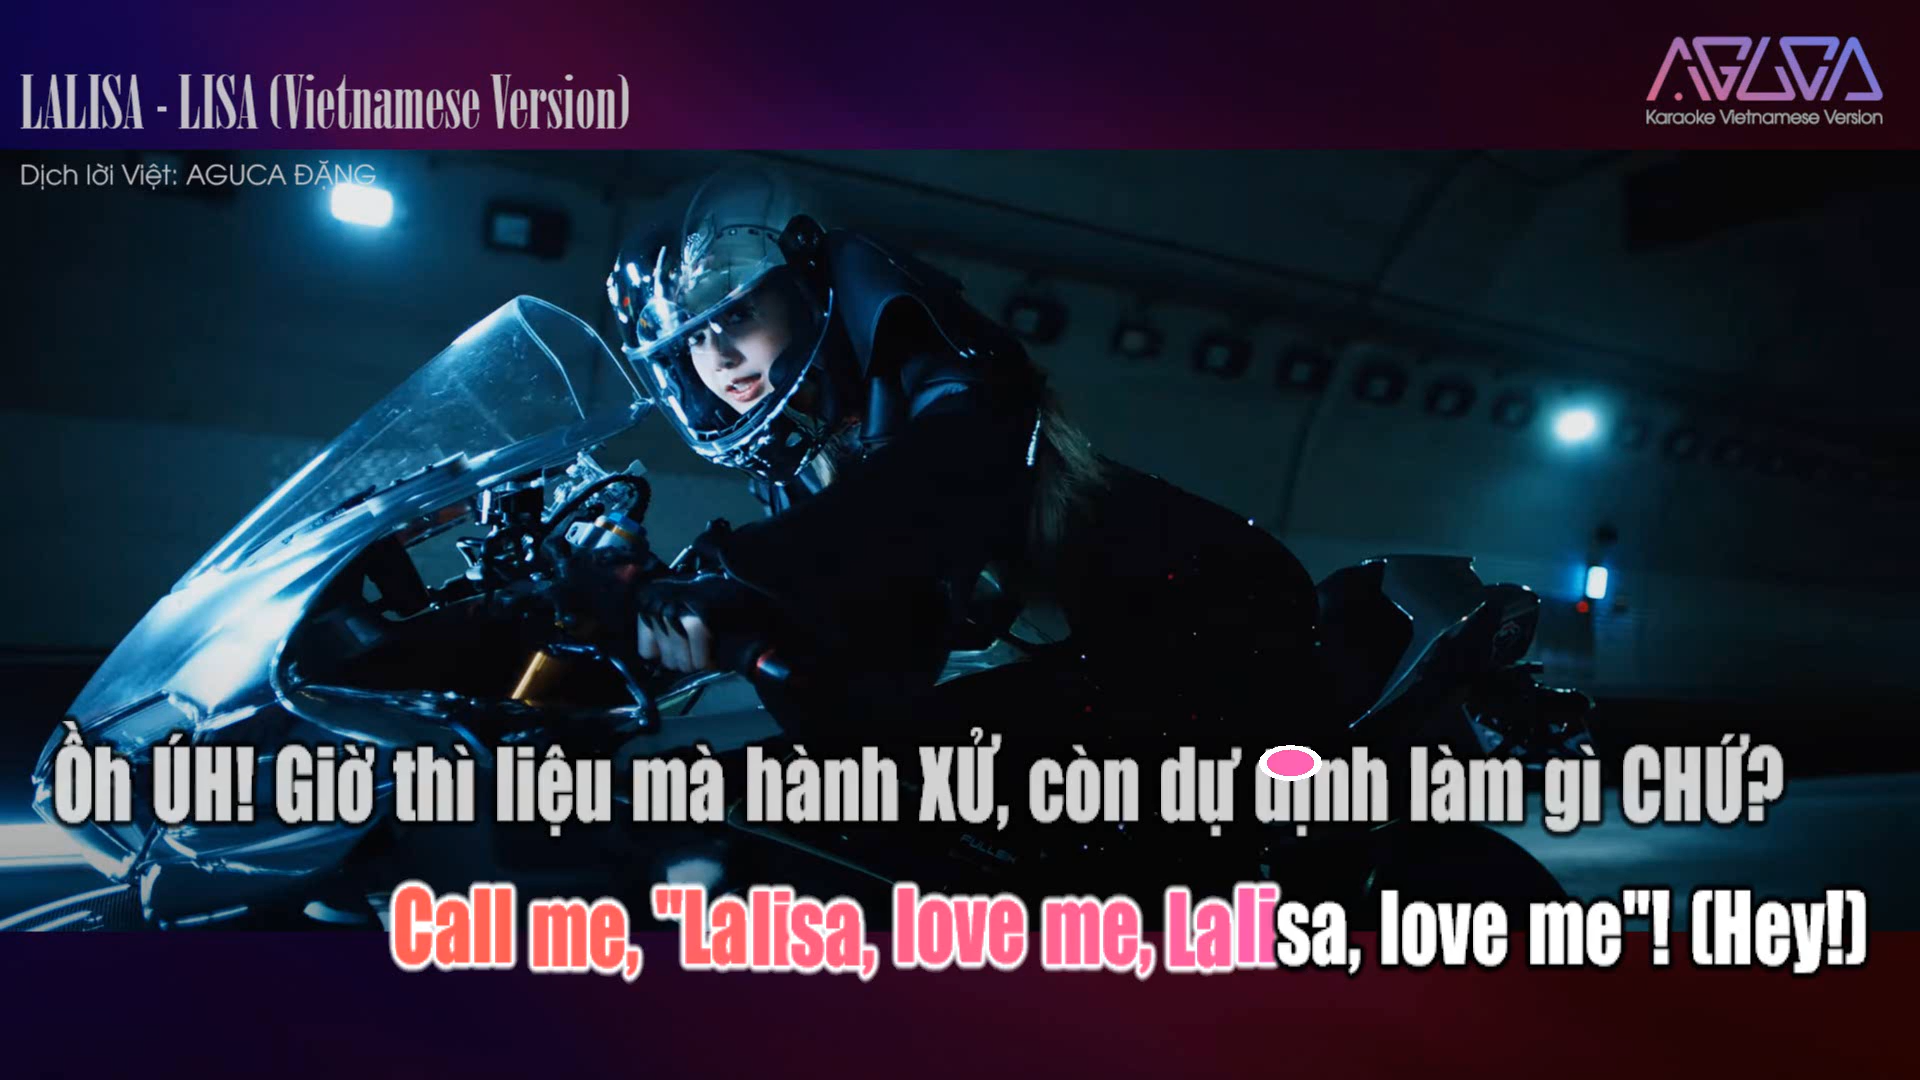 LALISA - LISA (Vietnamese Version)
AGUCA
Karaoke Vietnamese Version
Dịch lời Việt: AGUCA ĐẶNG
Ồh ÚH! Giờ thì liệu mà hành XỬ, còn dự định làm gì CHỨ?
Call me, "Lalisa, love me, Lalisa, love me"! (Hey!)